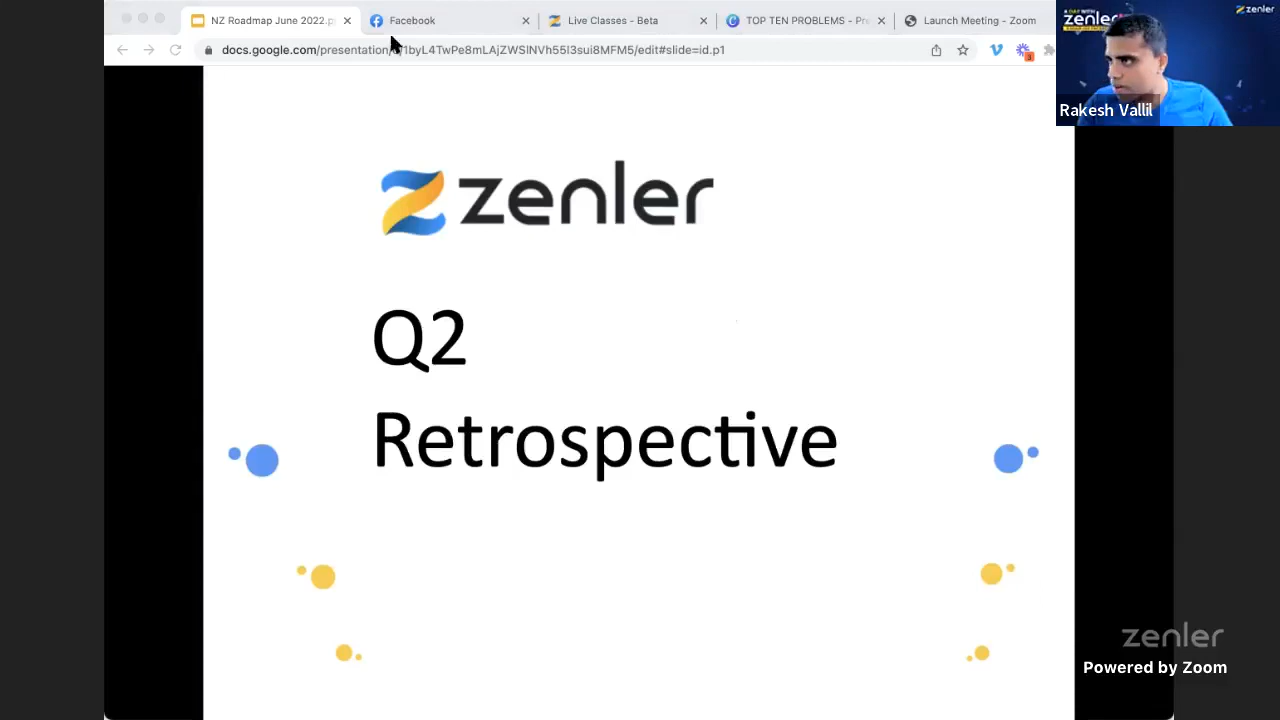 NZ Roadmap June 2022.p
Facebook
Live Classes - Beta
TOP TEN PROBLEMS - Pr
Launch Meeting - Zoom
docs.google.com/presentation
edit#slide=id.p1
3
zenler
zenler
Rakesh Vallil
zenler
Q2
Retrospective
zenler
Powered by Zoom